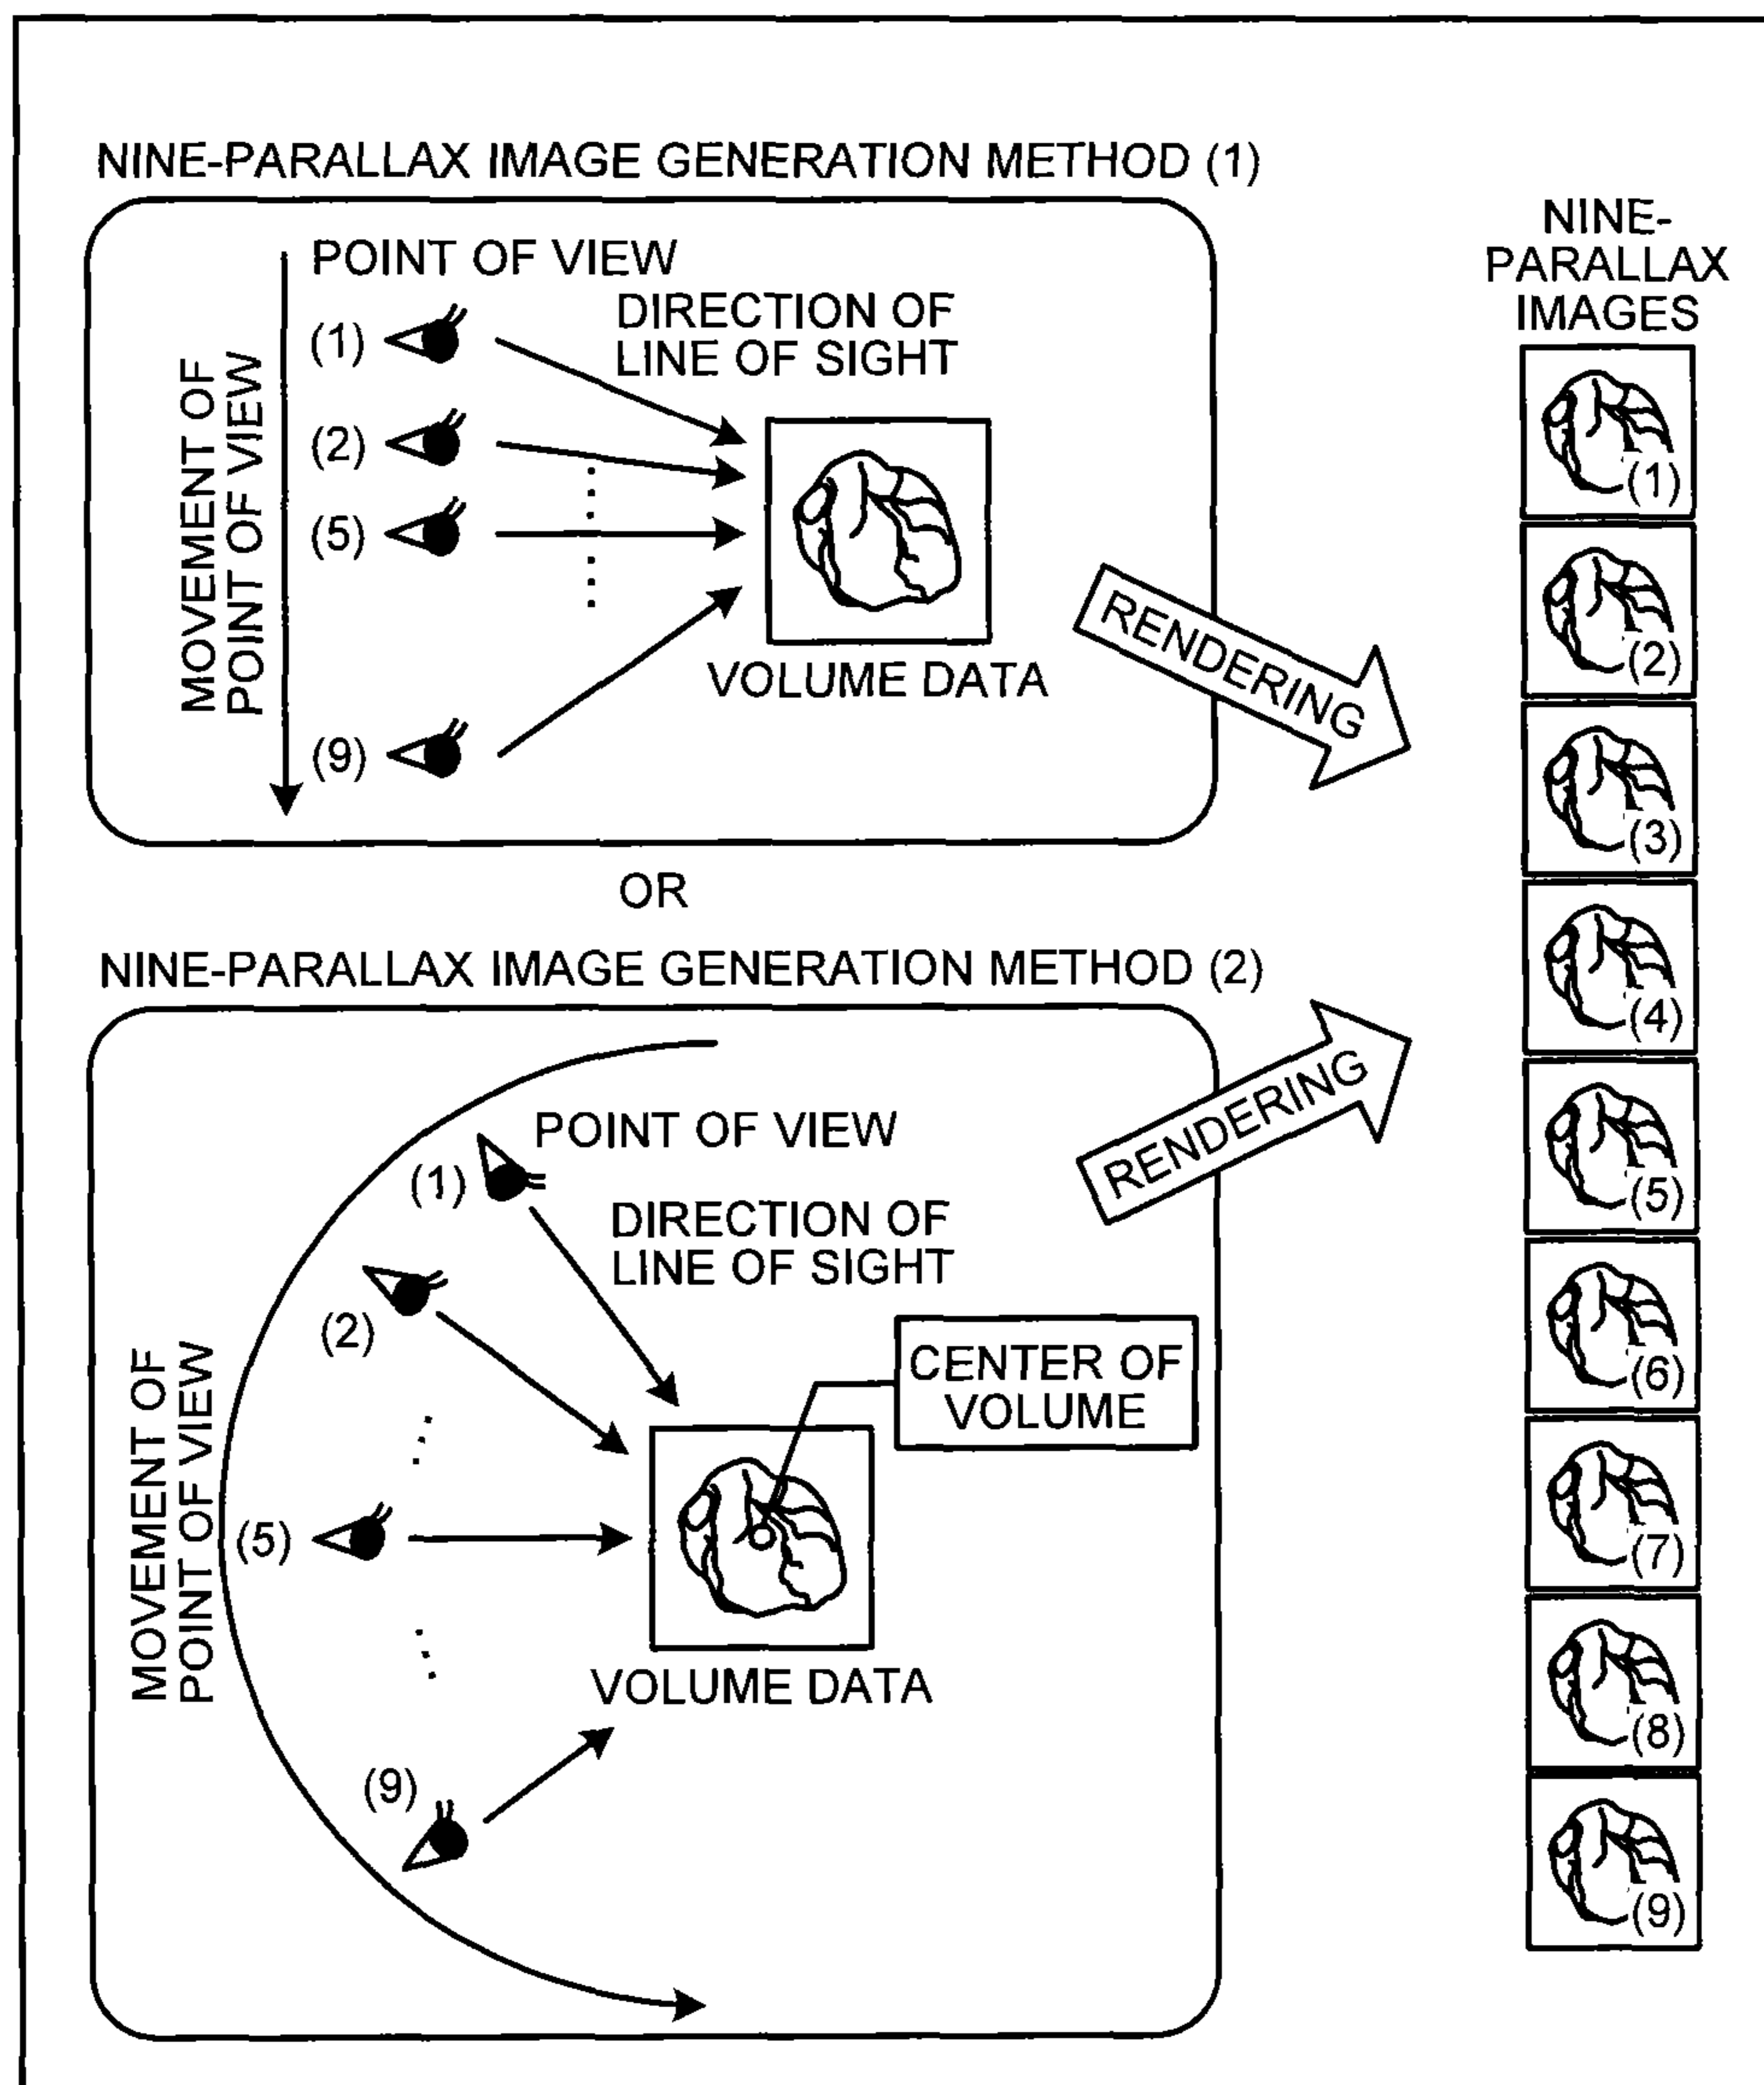 NINE-PARALLAX IMAGE GENERATION METHOD (1)
POINT OF VIEW
DIRECTION OF
LINE OF SIGHT
MOVEMENT OF
POINT OF VIEW
(1)
(2)
(5)
(9)
VOLUME DATA
RENDERING
OR
NINE-PARALLAX IMAGE GENERATION METHOD (2)
POINT OF VIEW
(1)
DIRECTION OF
LINE OF SIGHT
(2)
CENTER OF
VOLUME
MOVEMENT OF
POINT OF VIEW
(5)
VOLUME DATA
(9)
RENDERING
NINE-
PARALLAX
IMAGES
(1)
(2)
(3)
(4)
(5)
(6)
(7)
(8)
(9)